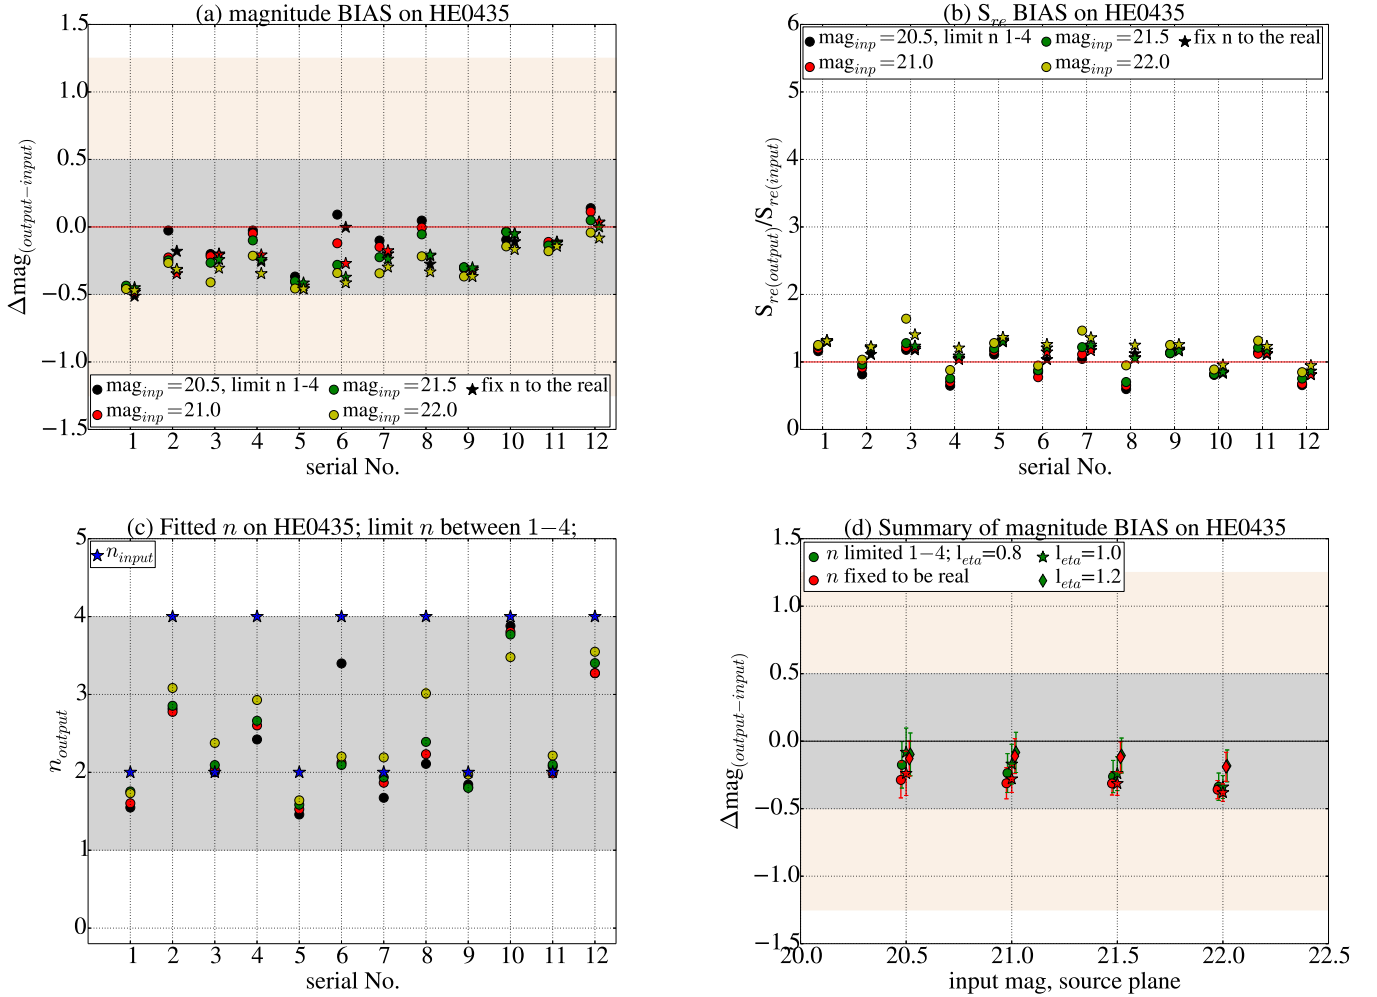 (a) magnitude BIAS on HE0435
1.5
1.0
0.5
0.0
−0.5
−1.0
−1.5
Δmag(output−input)
mag_inp=20.5, limit n 1-4
mag_inp=21.0
mag_inp=21.5
mag_inp=22.0
fix n to the real
1 2 3 4 5 6 7 8 9 10 11 12
serial No.
(b) S_re BIAS on HE0435
6
5
4
3
2
1
0
S_re(output)/S_re(input)
mag_inp=20.5, limit n 1-4
mag_inp=21.0
mag_inp=21.5
mag_inp=22.0
fix n to the real
1 2 3 4 5 6 7 8 9 10 11 12
serial No.
(c) Fitted n on HE0435; limit n between 1−4;
5
4
3
2
1
0
n_output
n_input
1 2 3 4 5 6 7 8 9 10 11 12
serial No.
(d) Summary of magnitude BIAS on HE0435
1.5
1.0
0.5
0.0
−0.5
−1.0
−1.5
Δmag(output−input)
n limited 1−4; l_eta=0.8
n fixed to be real
l_eta=1.0
l_eta=1.2
20.0 20.5 21.0 21.5 22.0 22.5
input mag, source plane